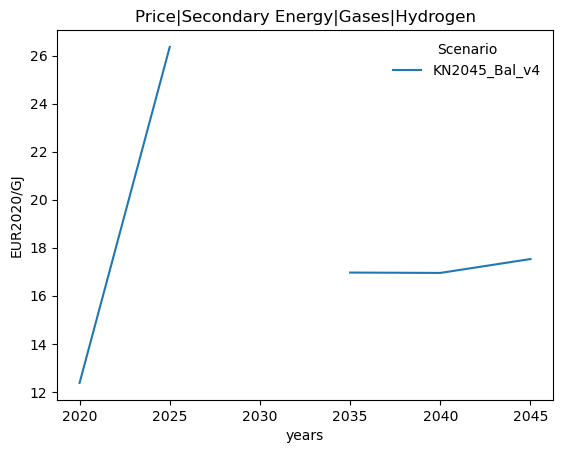 Price|Secondary Energy|Gases|Hydrogen
Scenario
KN2045_Bal_v4
EUR2020/GJ
26
24
22
20
18
16
14
12
2020 2025 2030 2035 2040 2045
years